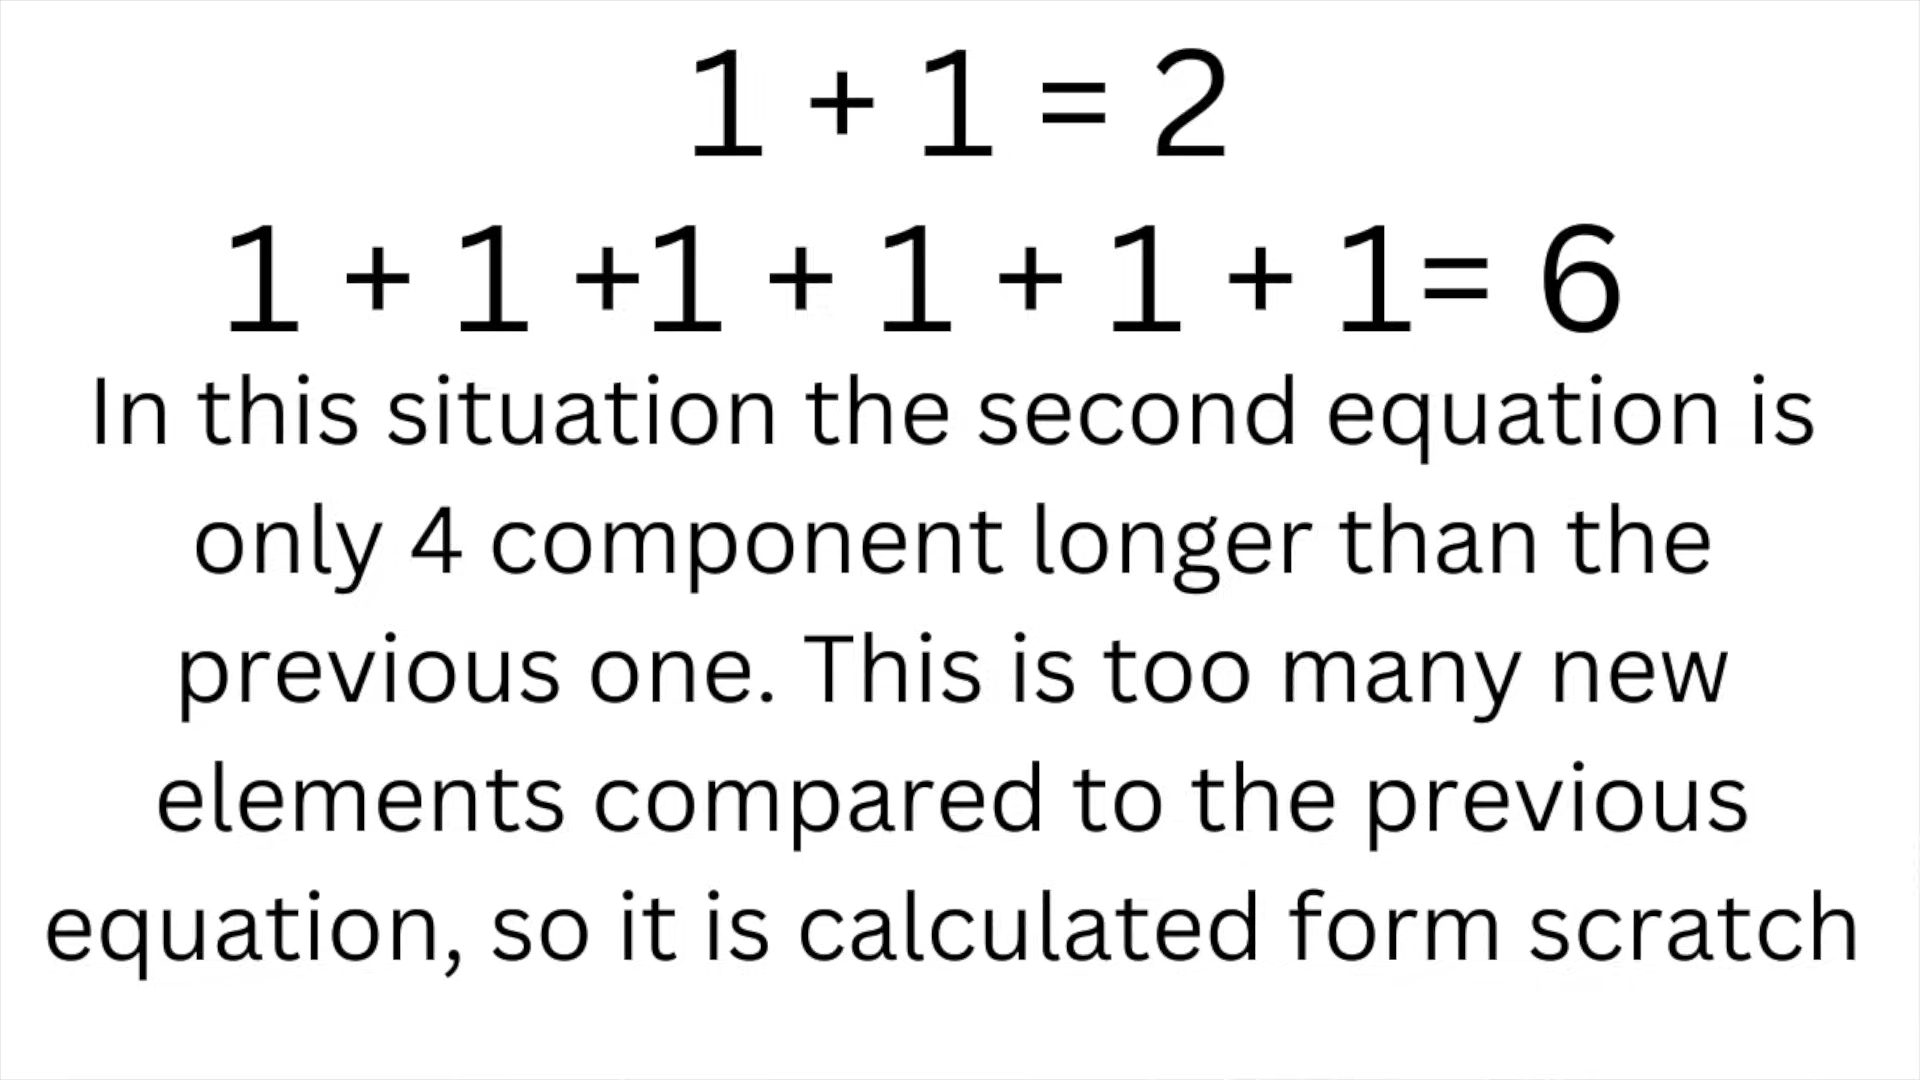 1 + 1 = 2
1 + 1 +1 + 1 + 1 + 1= 6
In this situation the second equation is
only 4 component longer than the
previous one. This is too many new
elements compared to the previous
equation, so it is calculated form scratch